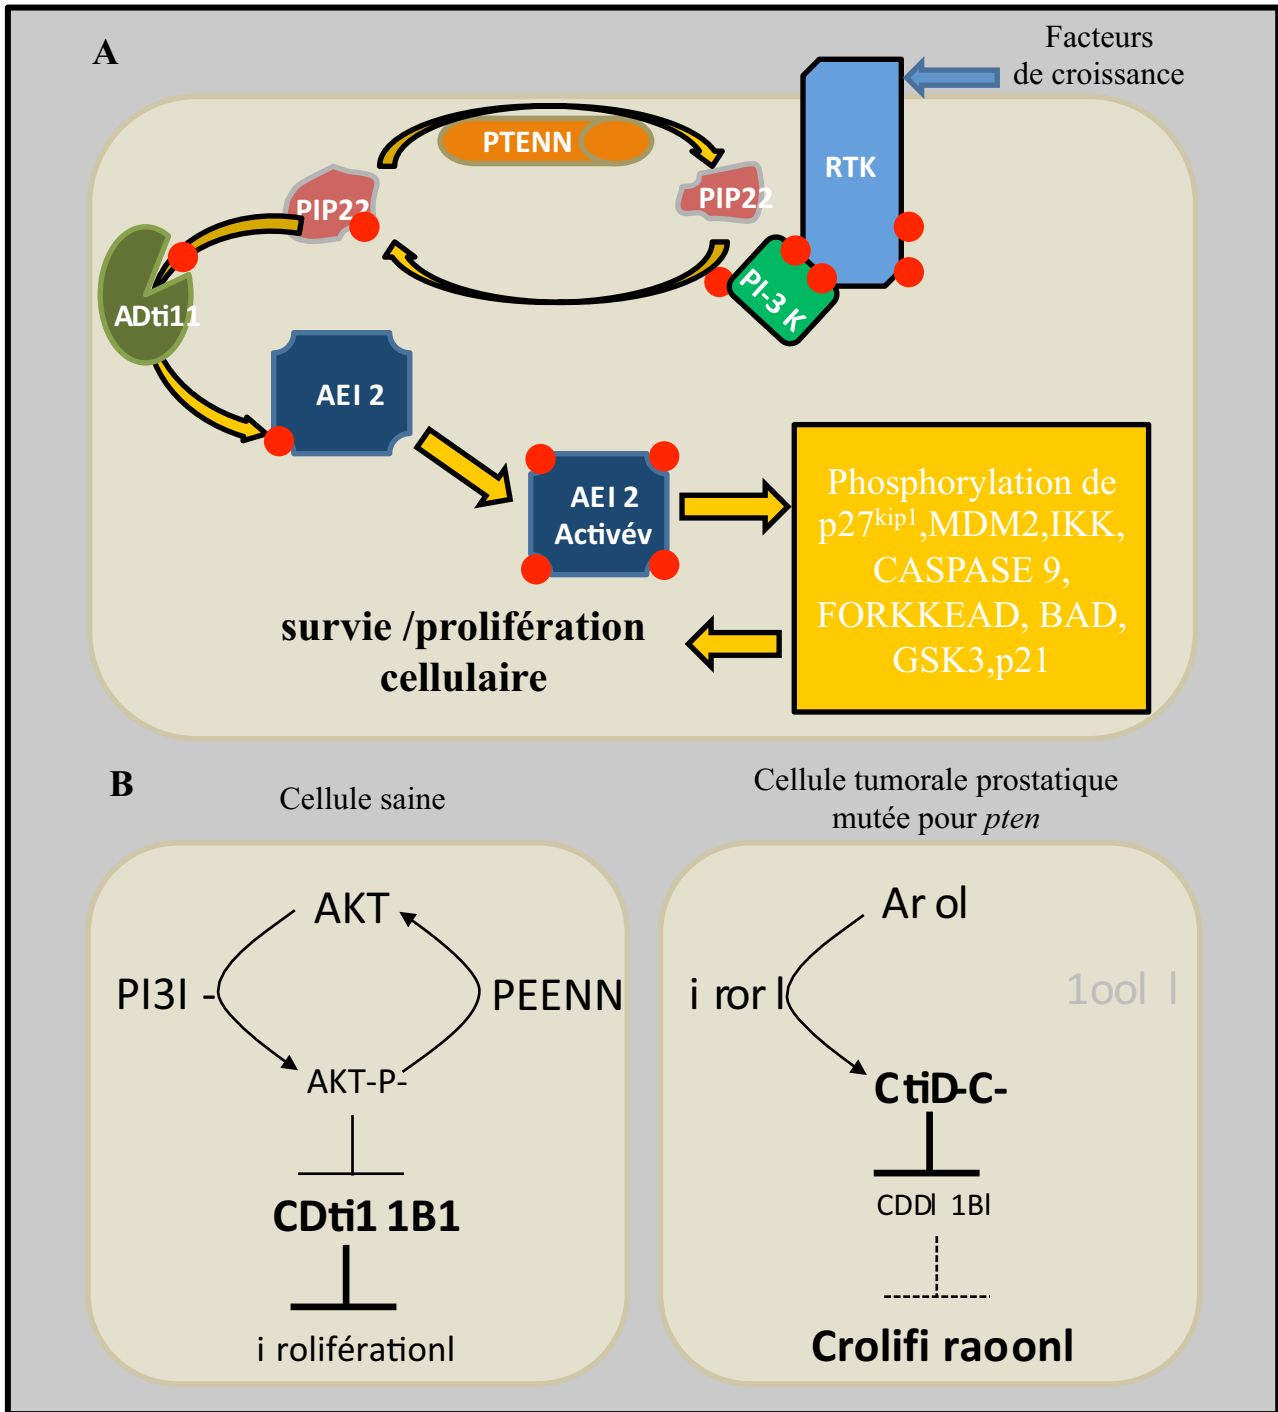 A
Facteurs
de croissance
PTENN
RTK
PIP22
PIP22
PI-3 K
ADti11
AEI 2
AEI 2
Activév
Phosphorylation de
p27kip1,MDM2,IKK,
CASPASE 9,
FORKKEAD, BAD,
GSK3,p21
survie /prolifération
cellulaire
B
Cellule saine
Cellule tumorale prostatique
mutée pour pten
AKT
PI3I -
PEENN
AKT-P-
CDti1 1B1
i roliférationl
Ar ol
i ror l
1ool l
CtiD-C-
CDDl 1Bl
Crolifi raoonl